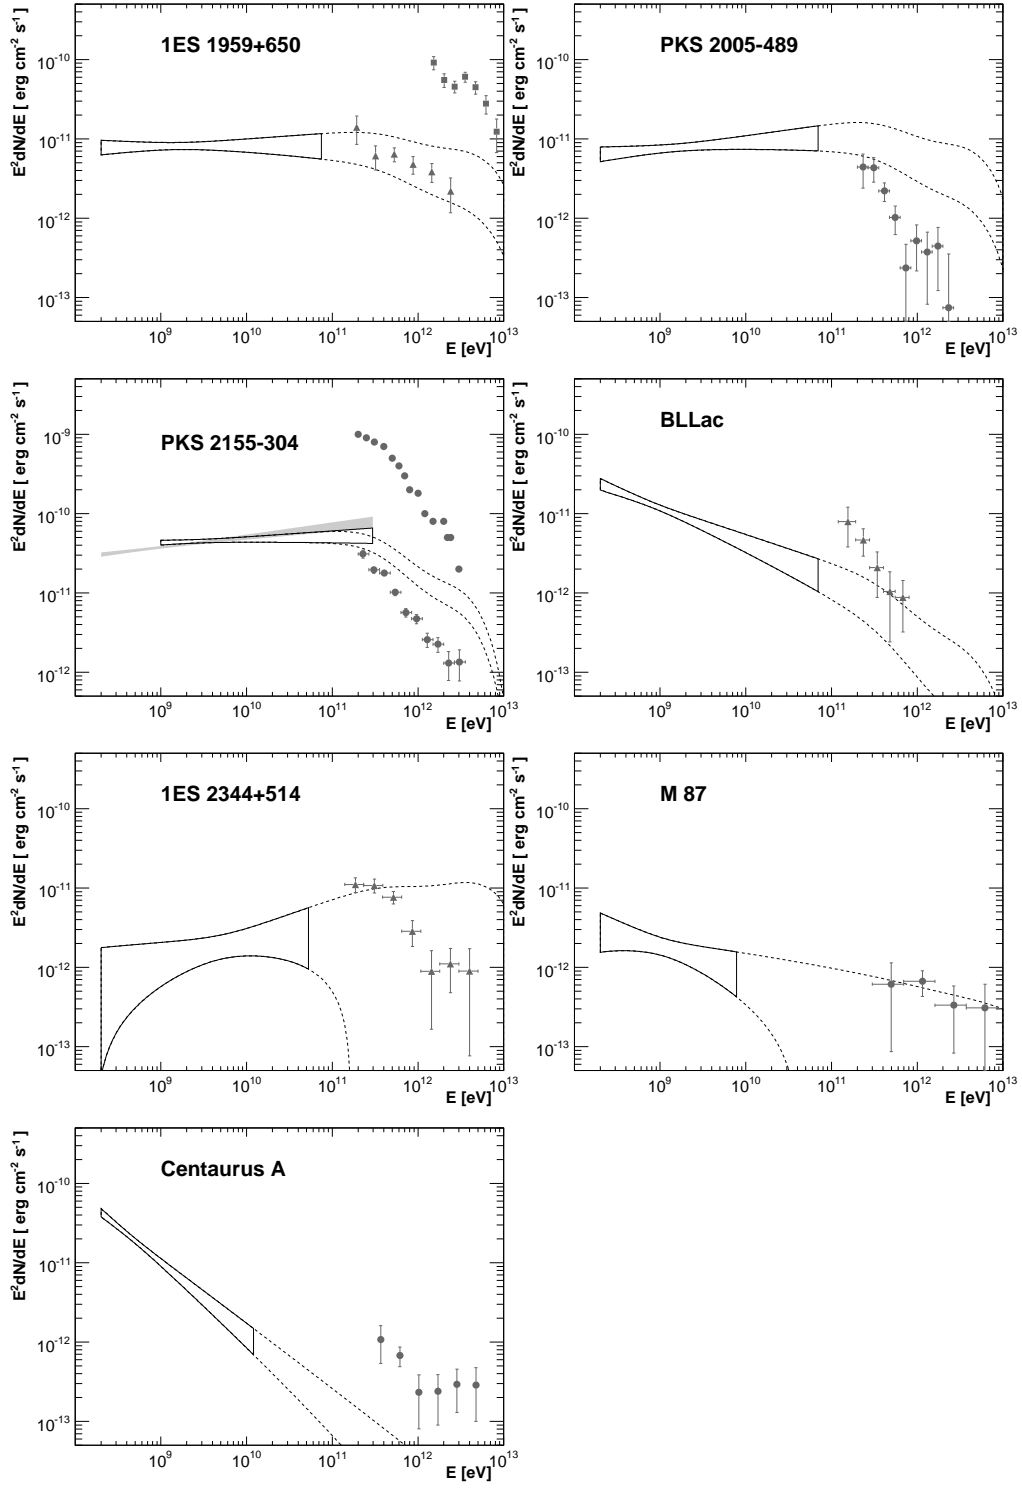 1ES 1959+650
E²dN/dE [ erg cm⁻² s⁻¹ ]
10⁻¹⁰
10⁻¹¹
10⁻¹²
10⁻¹³
10⁹ 10¹⁰ 10¹¹ 10¹² 10¹³
E [eV]
PKS 2005-489
E²dN/dE [ erg cm⁻² s⁻¹ ]
10⁻¹⁰
10⁻¹¹
10⁻¹²
10⁻¹³
10⁹ 10¹⁰ 10¹¹ 10¹² 10¹³
E [eV]
PKS 2155-304
E²dN/dE [ erg cm⁻² s⁻¹ ]
10⁻⁹
10⁻¹⁰
10⁻¹¹
10⁻¹²
10⁹ 10¹⁰ 10¹¹ 10¹² 10¹³
E [eV]
BLLac
E²dN/dE [ erg cm⁻² s⁻¹ ]
10⁻¹⁰
10⁻¹¹
10⁻¹²
10⁻¹³
10⁹ 10¹⁰ 10¹¹ 10¹² 10¹³
E [eV]
1ES 2344+514
E²dN/dE [ erg cm⁻² s⁻¹ ]
10⁻¹⁰
10⁻¹¹
10⁻¹²
10⁻¹³
10⁹ 10¹⁰ 10¹¹ 10¹² 10¹³
E [eV]
M 87
E²dN/dE [ erg cm⁻² s⁻¹ ]
10⁻¹⁰
10⁻¹¹
10⁻¹²
10⁻¹³
10⁹ 10¹⁰ 10¹¹ 10¹² 10¹³
E [eV]
Centaurus A
E²dN/dE [ erg cm⁻² s⁻¹ ]
10⁻¹⁰
10⁻¹¹
10⁻¹²
10⁻¹³
10⁹ 10¹⁰ 10¹¹ 10¹² 10¹³
E [eV]